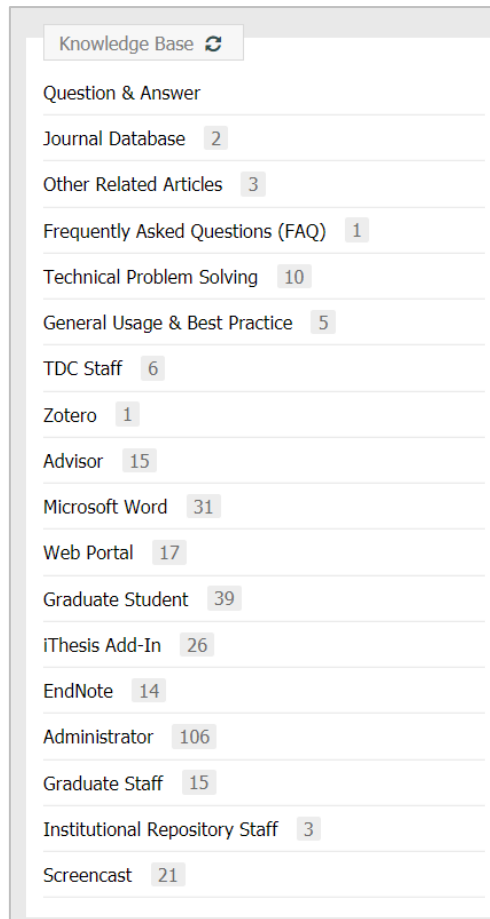 Knowledge Base
Question & Answer
Journal Database 2
Other Related Articles 3
Frequently Asked Questions (FAQ) 1
Technical Problem Solving 10
General Usage & Best Practice 5
TDC Staff 6
Zotero 1
Advisor 15
Microsoft Word 31
Web Portal 17
Graduate Student 39
iThesis Add-In 26
EndNote 14
Administrator 106
Graduate Staff 15
Institutional Repository Staff 3
Screencast 21